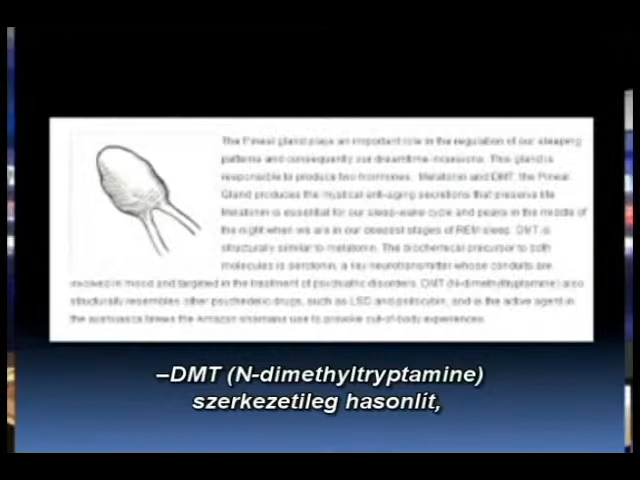 The Pineal gland plays an important role in the regulation of our sleeping
patterns and consequently our dreamtime excursions. This gland is
responsible to produce two hormones. Melatonin and DMT, the Pineal
Gland produces the mystical anti-aging secretions that preserve life
Melatonin is essential for our sleep-wake cycle and peaks in the middle of
the night when we are in our deepest stages of REM sleep. DMT is
structurally similar to melatonin. The biochemical precursor to both
molecules is serotonin, a key neurotransmitter whose conduits are
involved in mood and targeted in the treatment of psychiatric disorders. DMT (N-dimethyltryptamine) also
structurally resembles other psychedelic drugs, such as LSD and psilocybin, and is the active agent in
the ayahuasca brews the Amazon shamans use to provoke out-of-body experiences.
–DMT (N-dimethyltryptamine)
szerkezetileg hasonlít,